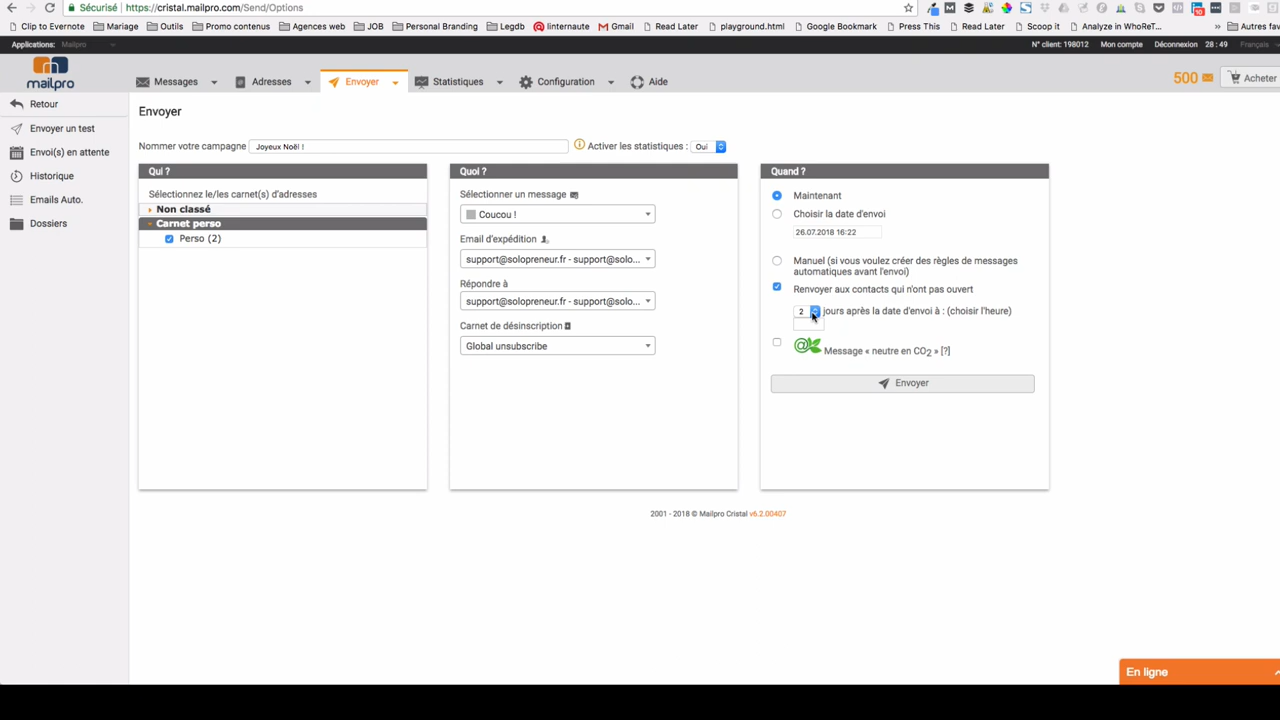 Sécurisé | https://cristal.mailpro.com/Send/Options
Clip to Evernote Mariage Outils Promo contenus Agences web JOB Personal Branding Legdb linternaute Gmail Read Later playground.html Google Bookmark Press This Read Later Scoop it Analyze in WhoReT... » Autres favo
Applications: Mailpro N° client: 198012 Mon compte Déconnexion 28 : 49 Français
mailpro Messages Adresses Envoyer Statistiques Configuration Aide 500 Acheter
Retour
Envoyer un test
Envoi(s) en attente
Historique
Emails Auto.
Dossiers
Envoyer
Nommer votre campagne Joyeux Noël ! Activer les statistiques : Oui
Qui ?
Sélectionnez le/les carnet(s) d'adresses
Non classé
Carnet perso
Perso (2)
Quoi ?
Sélectionner un message
Coucou !
Email d'expédition
support@solopreneur.fr - support@solo...
Répondre à
support@solopreneur.fr - support@solo...
Carnet de désinscription
Global unsubscribe
Quand ?
Maintenant
Choisir la date d'envoi
26.07.2018 16:22
Manuel (si vous voulez créer des règles de messages
automatiques avant l'envoi)
Renvoyer aux contacts qui n'ont pas ouvert
2 jours après la date d'envoi à : (choisir l'heure)
Message « neutre en CO2 » [?]
Envoyer
2001 - 2018 © Mailpro Cristal v6.2.00407
En ligne